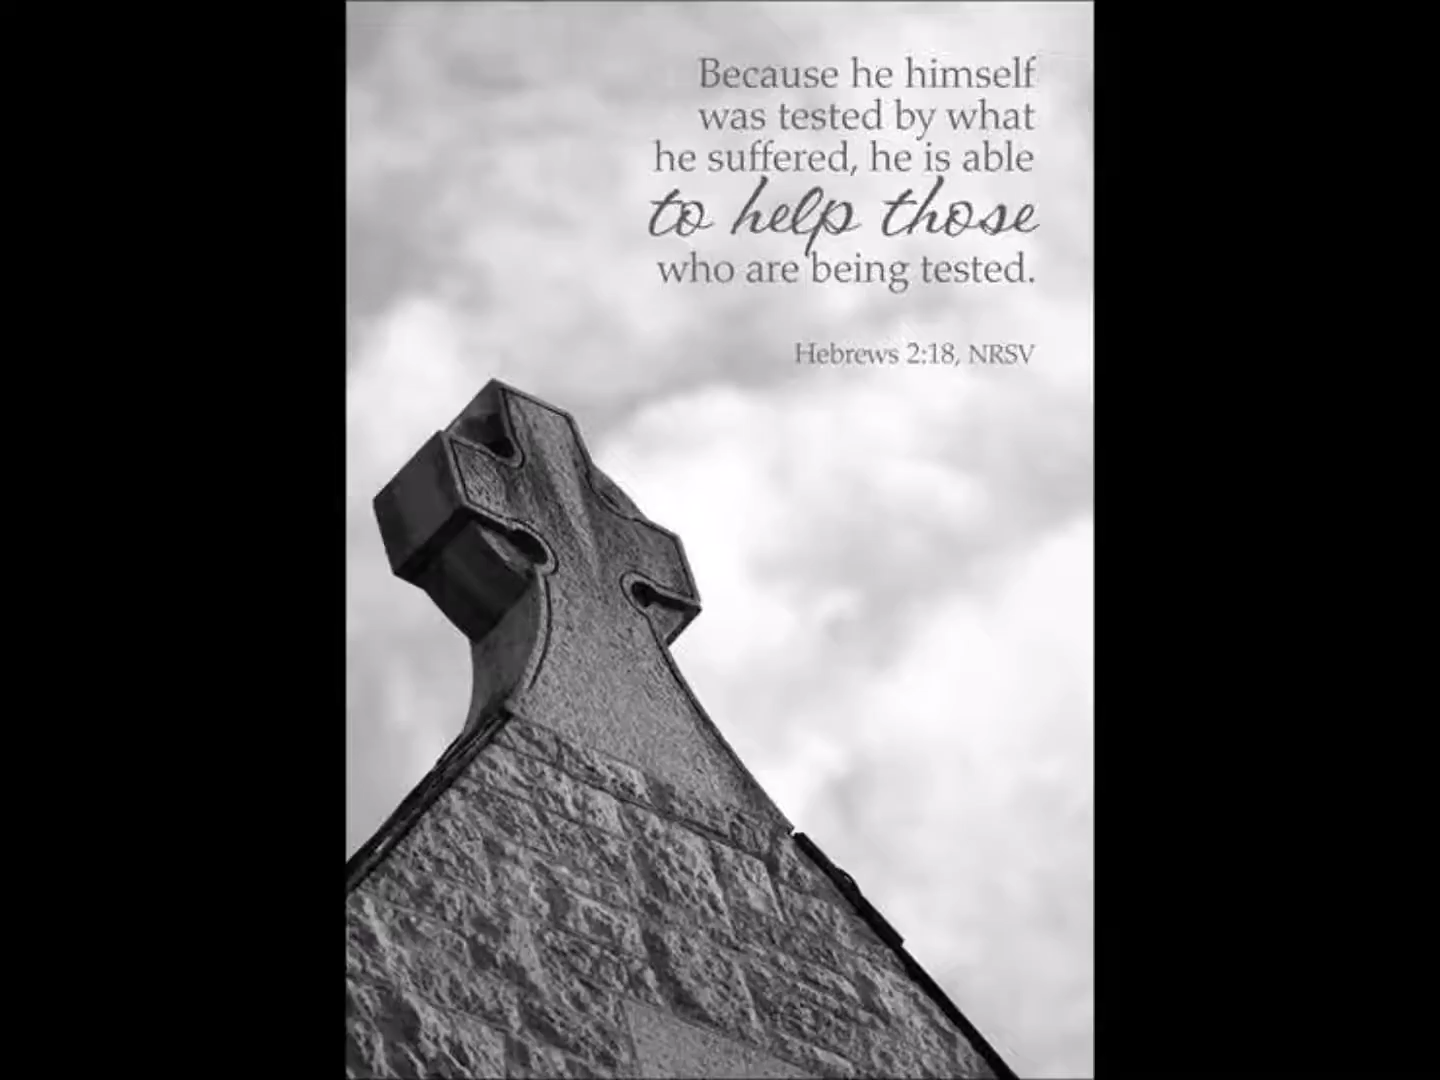 Because he himself
was tested by what
he suffered, he is able
to help those
who are being tested.
Hebrews 2:18, NRSV